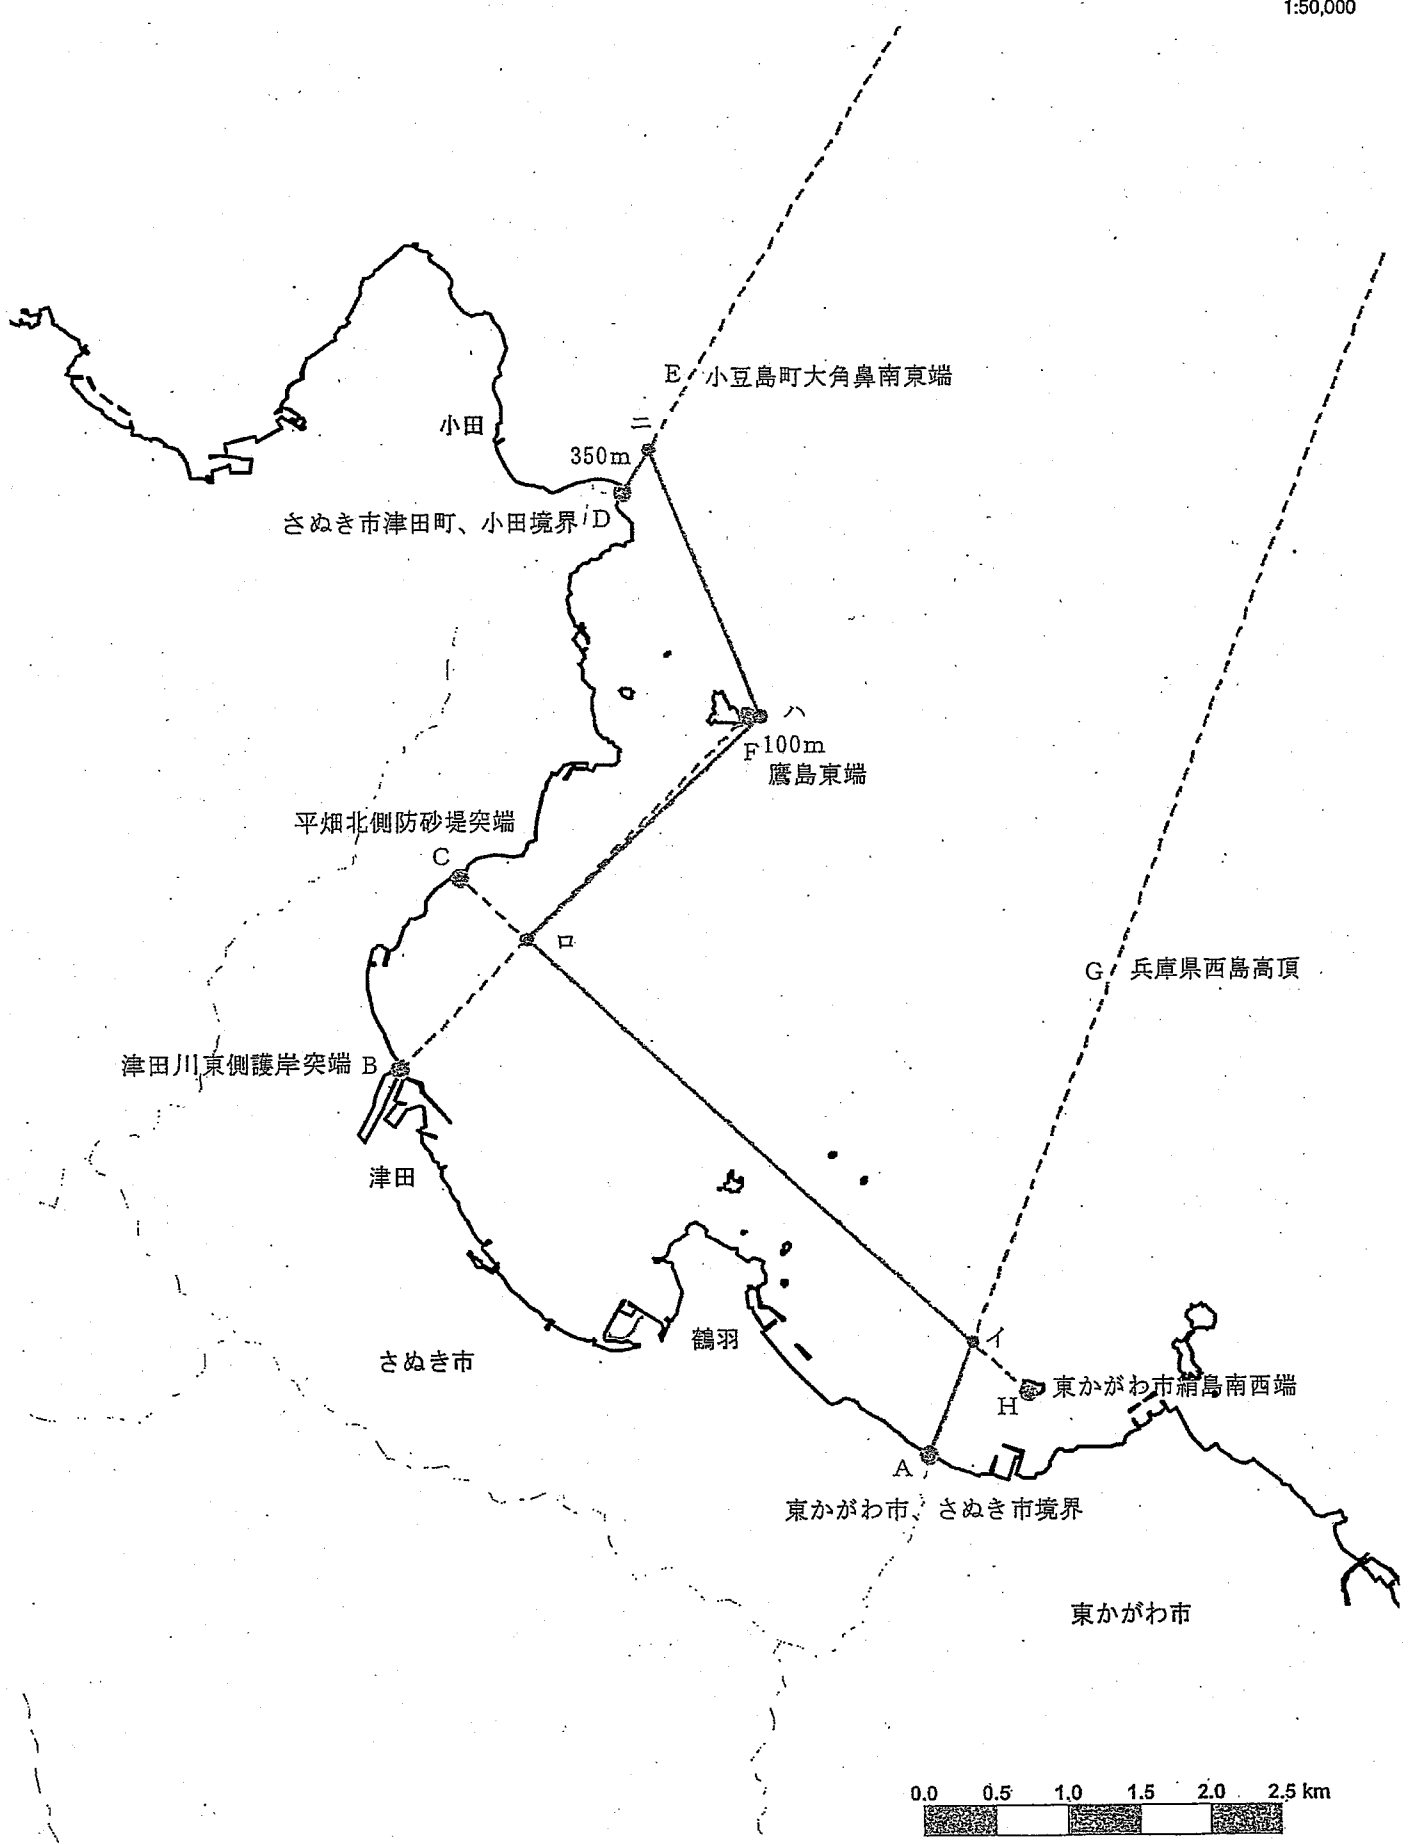 1:50,000
E 小豆島町大角鼻南東端
小田
ニ
350m
さぬき市津田町、小田境界 D
ハ
F 100m
鷹島東端
平畑北側防砂堤突端
C
ロ
G 兵庫県西島高頂
津田川東側護岸突端 B
津田
鶴羽
イ
さぬき市
東かがわ市絹島南西端
H
A
東かがわ市、さぬき市境界
東かがわ市
0.0 0.5 1.0 1.5 2.0 2.5 km